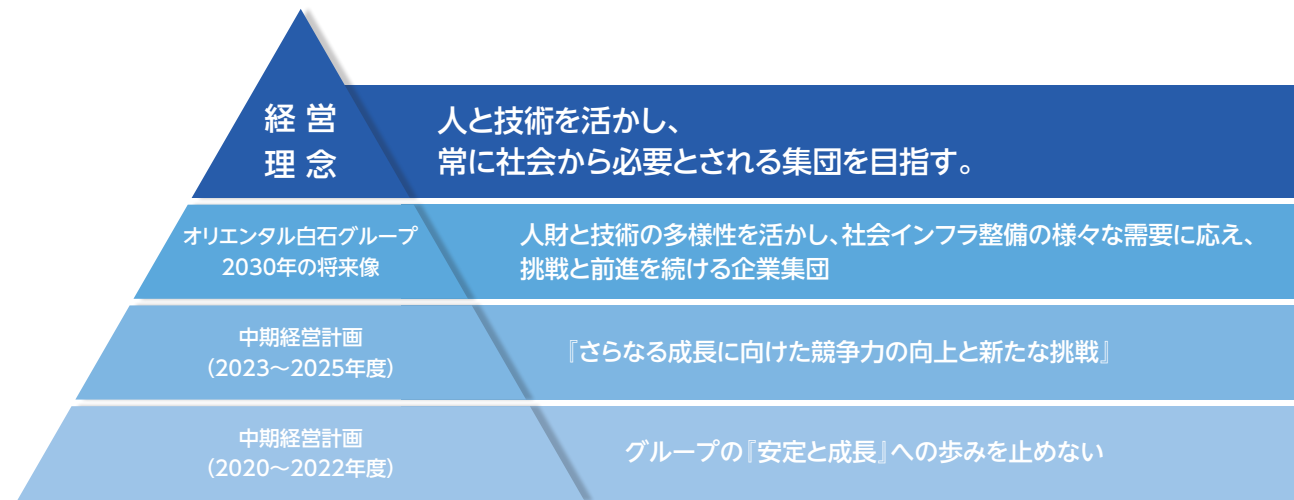 経営
理念
人と技術を活かし、
常に社会から必要とされる集団を目指す。
オリエンタル白石グループ
2030年の将来像
人財と技術の多様性を活かし、社会インフラ整備の様々な需要に応え、
挑戦と前進を続ける企業集団
中期経営計画
(2023～2025年度)
『さらなる成長に向けた競争力の向上と新たな挑戦』
中期経営計画
(2020～2022年度)
グループの『安定と成長』への歩みを止めない